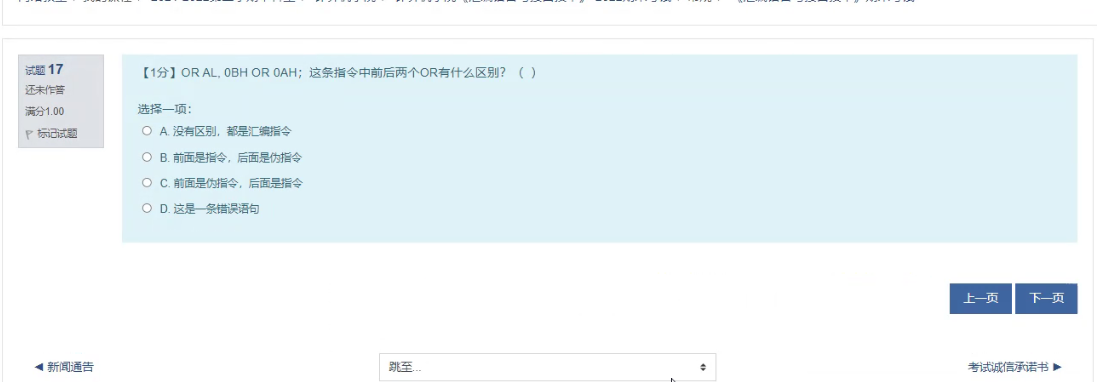 试题 17
还未作答
满分1.00
标记试题
【1分】OR AL, 0BH OR 0AH；这条指令中前后两个OR有什么区别？（ ）
选择一项：
A. 没有区别，都是汇编指令
B. 前面是指令，后面是伪指令
C. 前面是伪指令，后面是指令
D. 这是一条错误语句
上一页
下一页
◀ 新闻通告
跳至...
考试诚信承诺书 ▶